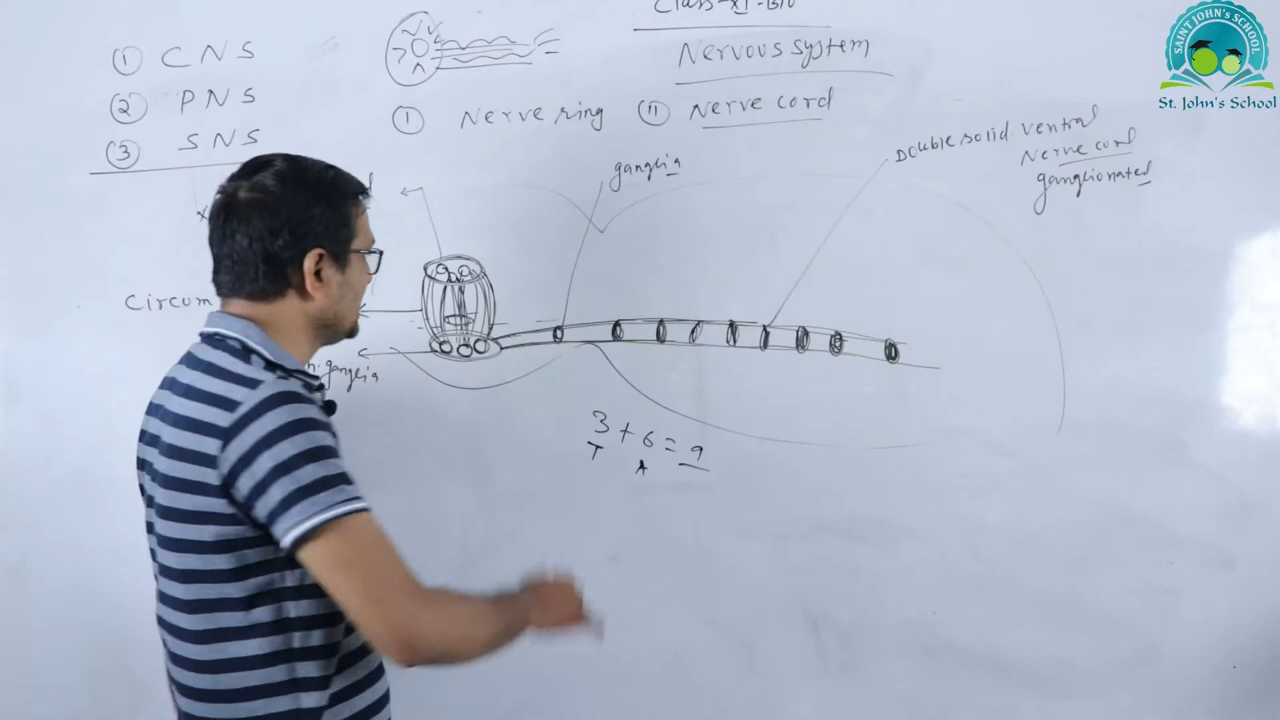 Class-XI-Bio
Nervous system
① CNS
② PNS
③ SNS
① Nerve ring ⑪ Nerve cord
ganglia
Double solid ventral
Nerve cord
ganglionated
Circum
ganglia
3 + 6 = 9
T A
SAINT JOHN'S SCHOOL
St. John's School